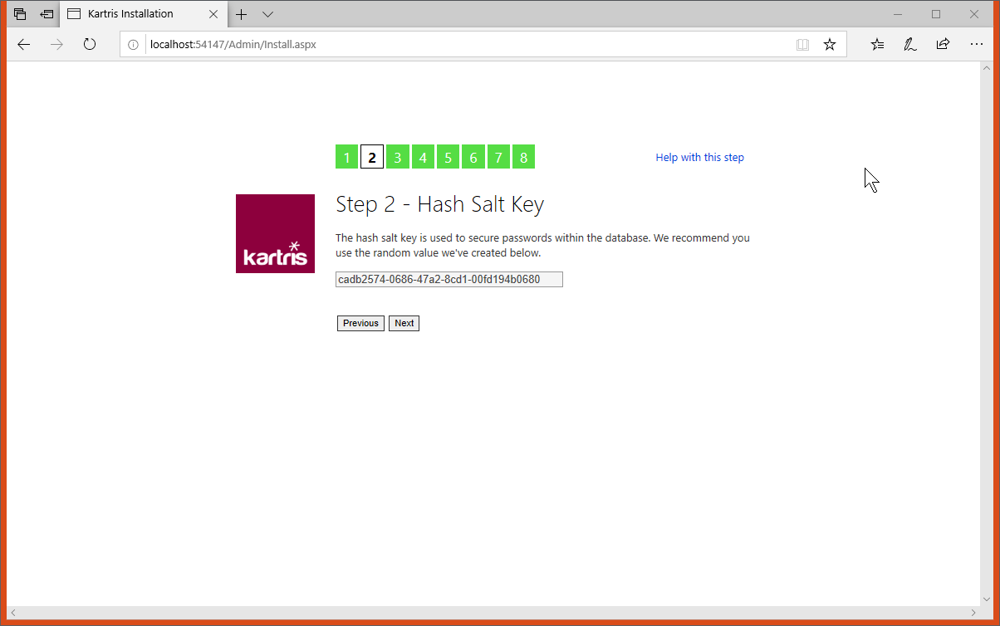 Kartris Installation
localhost:54147/Admin/Install.aspx
1 2 3 4 5 6 7 8
Help with this step
Step 2 - Hash Salt Key
kartris
The hash salt key is used to secure passwords within the database. We recommend you
use the random value we've created below.
cadb2574-0686-47a2-8cd1-00fd194b0680
Previous Next